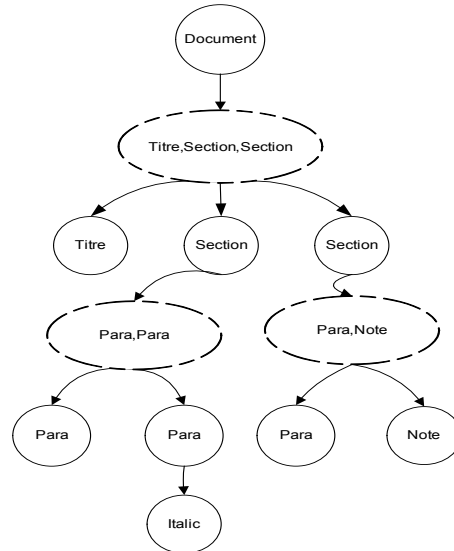 Document
Titre,Section,Section
Titre
Section
Section
Para,Para
Para,Note
Para
Para
Para
Note
Italic